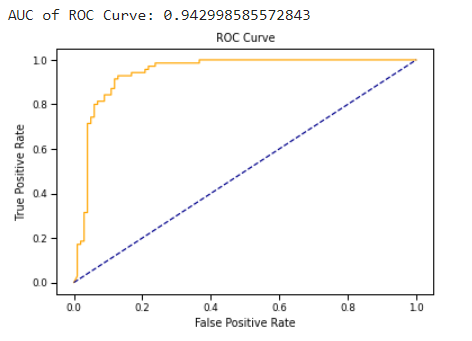 AUC of ROC Curve: 0.942998585572843
ROC Curve
1.0
0.8
0.6
0.4
0.2
0.0
True Positive Rate
0.0 0.2 0.4 0.6 0.8 1.0
False Positive Rate